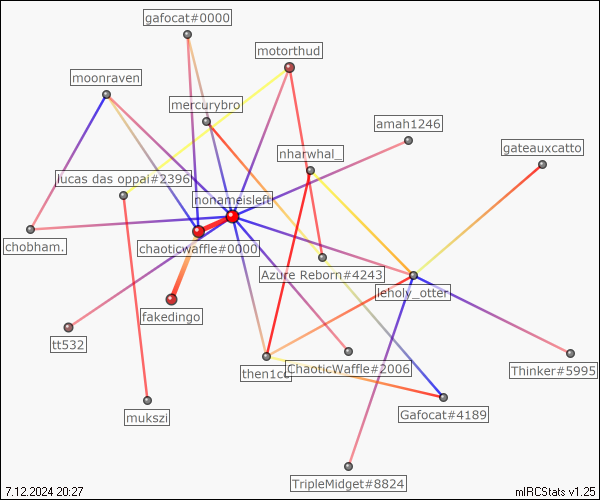 gafocat#0000
motorthud
moonraven
mercurybro
amah1246
gateauxcatto
nharwhal_
lucas das oppai#2396
nonameisleft
chobham.
chaoticwaffle#0000
Azure Reborn#4243
leholy_otter
fakedingo
tt532
then1cc
ChaoticWaffle#2006
Thinker#5995
mukszi
Gafocat#4189
TripleMidget#8824
7.12.2024 20:27
mIRCStats v1.25